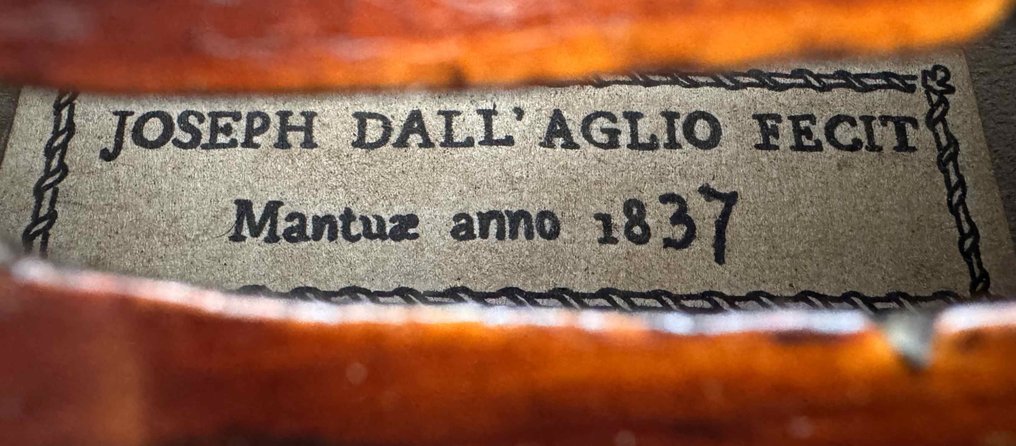 JOSEPH DALL'AGLIO FECIT
Mantuæ anno 1837